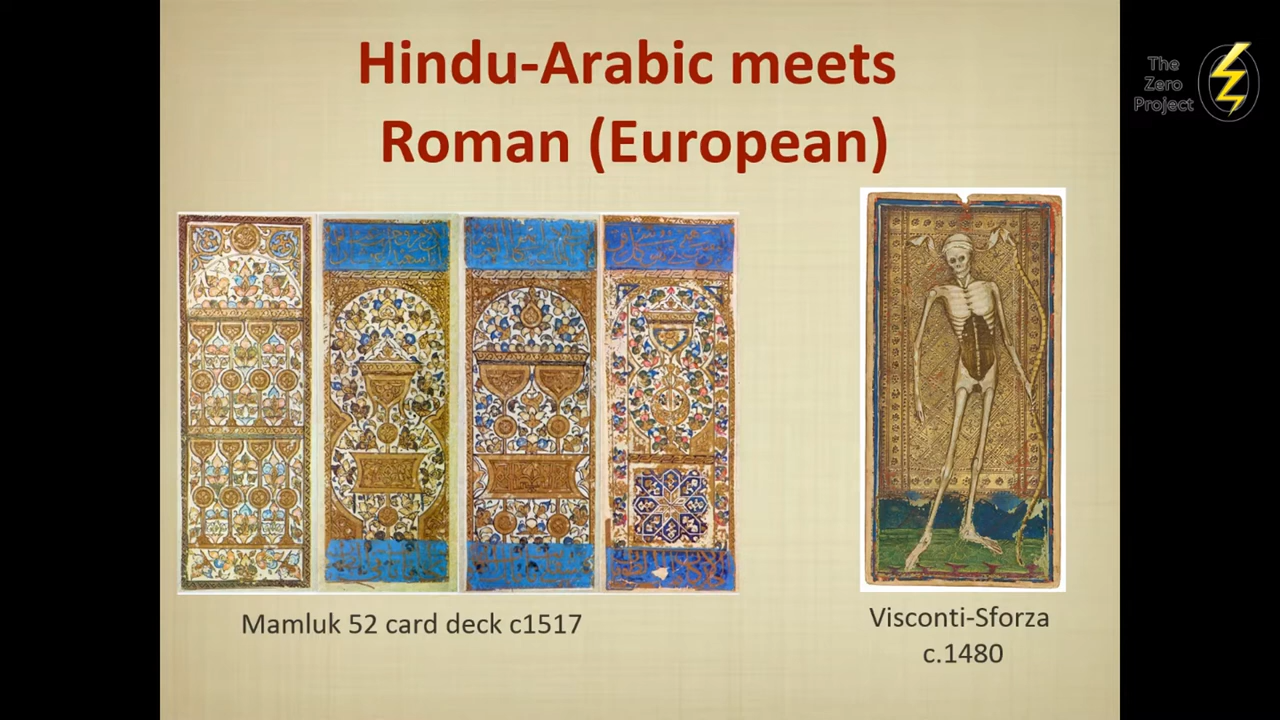 Hindu-Arabic meets
Roman (European)
The
Zero
Project
Mamluk 52 card deck c1517
Visconti-Sforza
c.1480